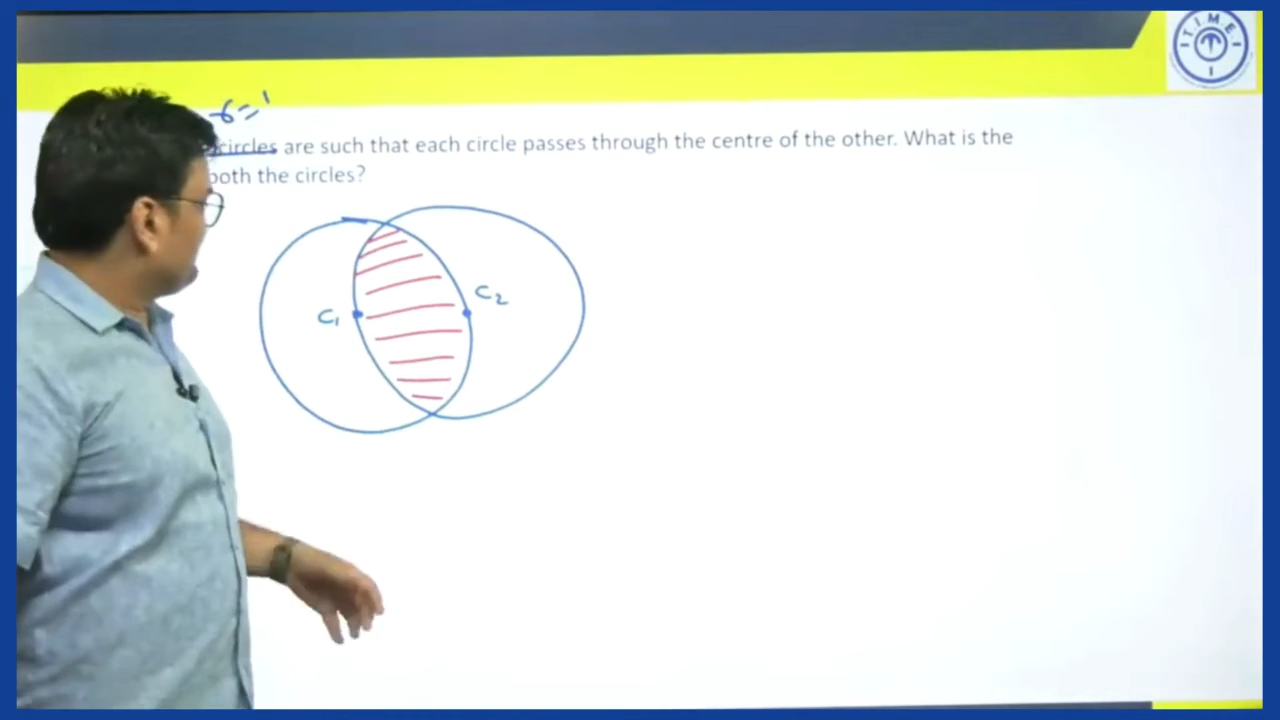 T.I.M.E.
r=1
circles are such that each circle passes through the centre of the other. What is the
both the circles?
C₂
C₁